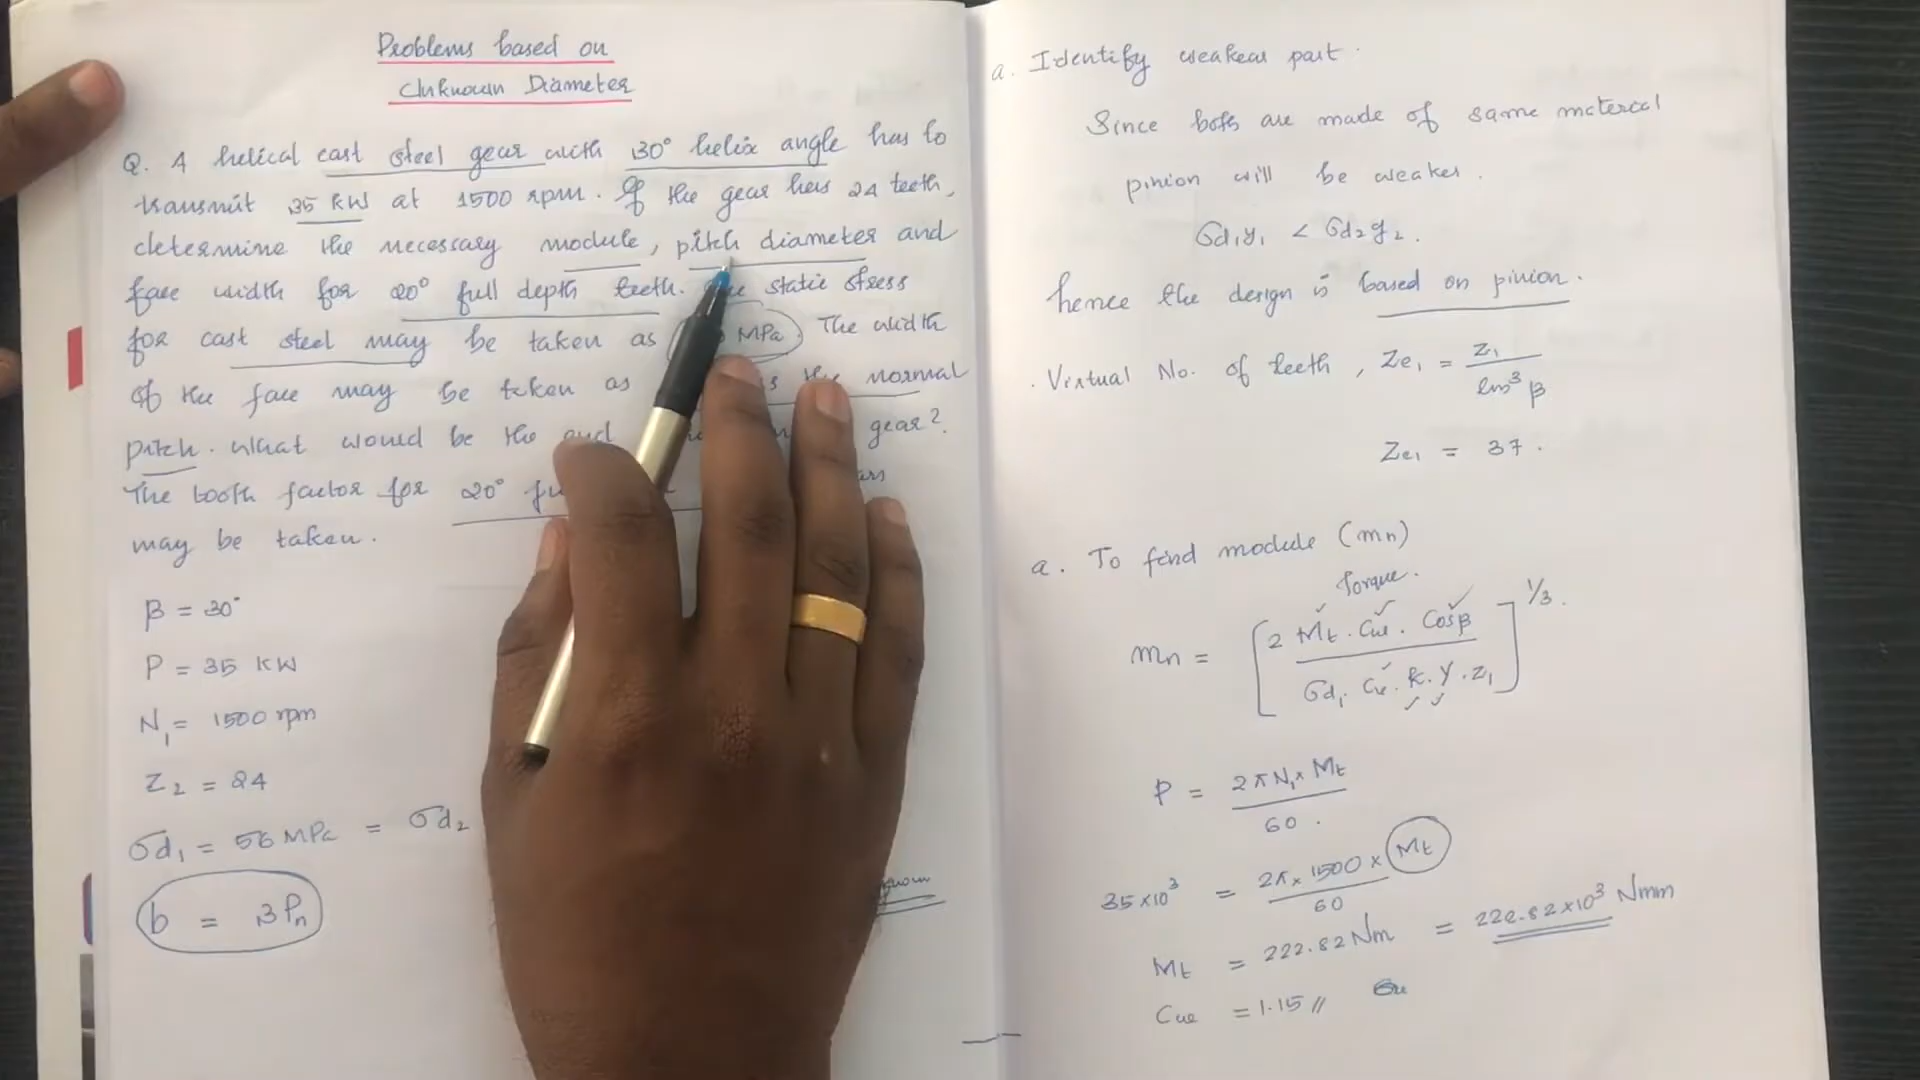 Problems based on
Unknown Diameter
Q. A helical cast steel gear with 30° helix angle has to
transmit 35 kW at 1500 rpm. If the gear has 24 teeth,
determine the necessary module, pitch diameter and
face width for 20° full depth teeth. static stress
for cast steel may be taken as MPa. The width
of the face may be taken as the normal
pitch. What would be the end gear?
The tooth factor for 20°
may be taken.
β = 30°
P = 35 KW
N₁ = 1500 rpm
Z₂ = 24
σd₁ = 56 MPa = σd₂
b = 3Pn
a. Identify weaker part.
Since both are made of same material
pinion will be weaker.
σd₁y₁ < σd₂y₂.
hence the design is based on pinion.
Virtual No. of teeth, Ze₁ = Z₁ / cos³ β
Ze₁ = 37.
a. To find module (mn)
Torque.
mn = [2 Mt. Cw. Cosβ / σd₁. Cv. K. Y. Z₁]^1/3.
P = 2πN₁×Mt / 60.
35×10³ = 2π×1500×Mt / 60
Mt = 222.82 Nm = 222.82×10³ Nmm
Cw = 1.15 //